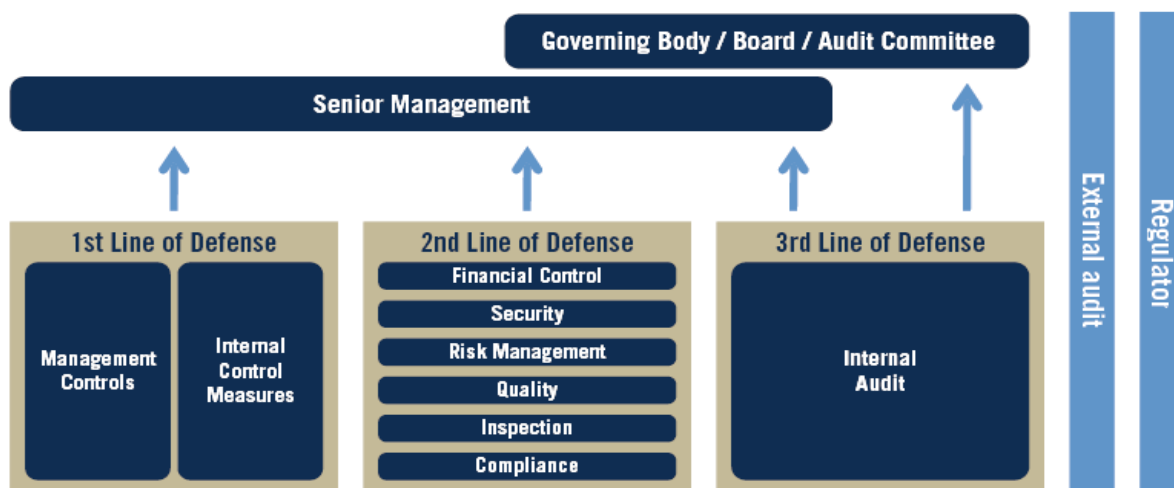 Governing Body / Board / Audit Committee
Senior Management
1st Line of Defense
Management
Controls
Internal
Control
Measures
2nd Line of Defense
Financial Control
Security
Risk Management
Quality
Inspection
Compliance
3rd Line of Defense
Internal
Audit
External audit
Regulator